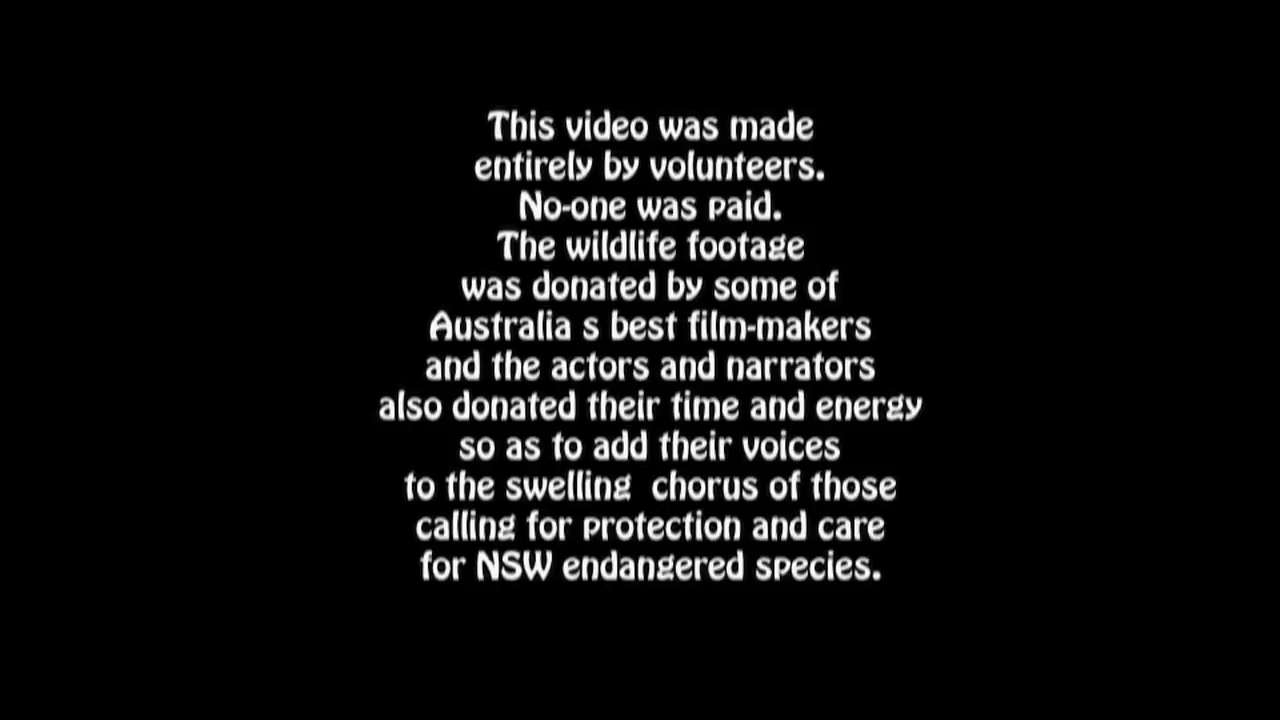 This video was made
entirely by volunteers.
No-one was paid.
The wildlife footage
was donated by some of
Australia s best film-makers
and the actors and narrators
also donated their time and energy
so as to add their voices
to the swelling  chorus of those
calling for protection and care
for NSW endangered species.